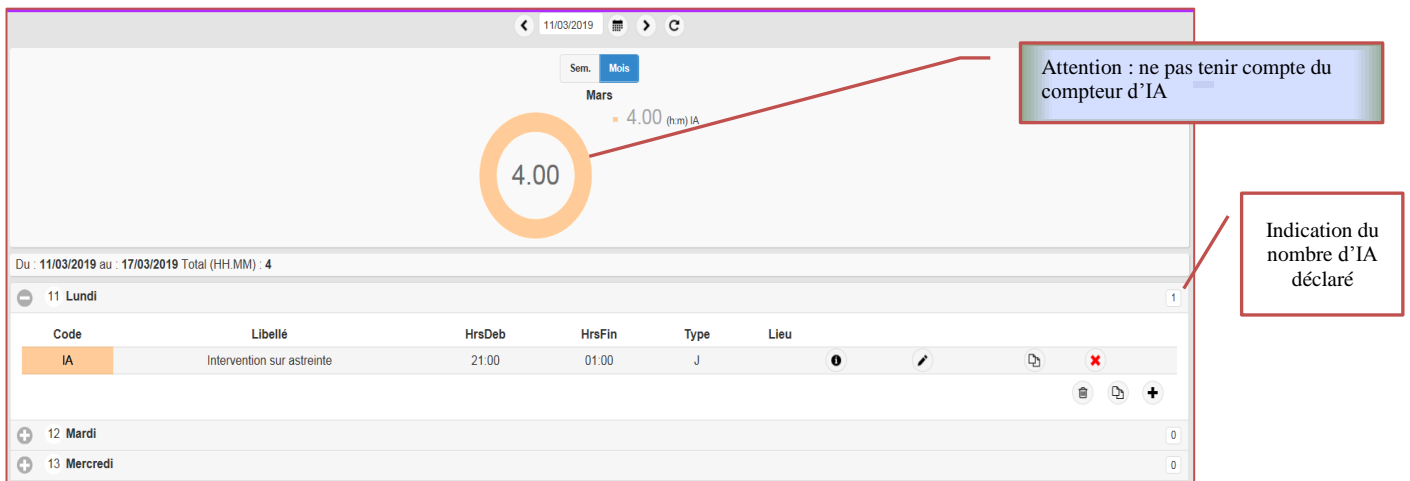 11/03/2019
Sem. Mois
Mars
4.00 (h:m) IA
4.00
Attention : ne pas tenir compte du
compteur d'IA
Indication du
nombre d'IA
déclaré
Du : 11/03/2019 au : 17/03/2019 Total (HH.MM) : 4
11 Lundi 1
Code Libellé HrsDeb HrsFin Type Lieu
IA Intervention sur astreinte 21:00 01:00 J
12 Mardi 0
13 Mercredi 0